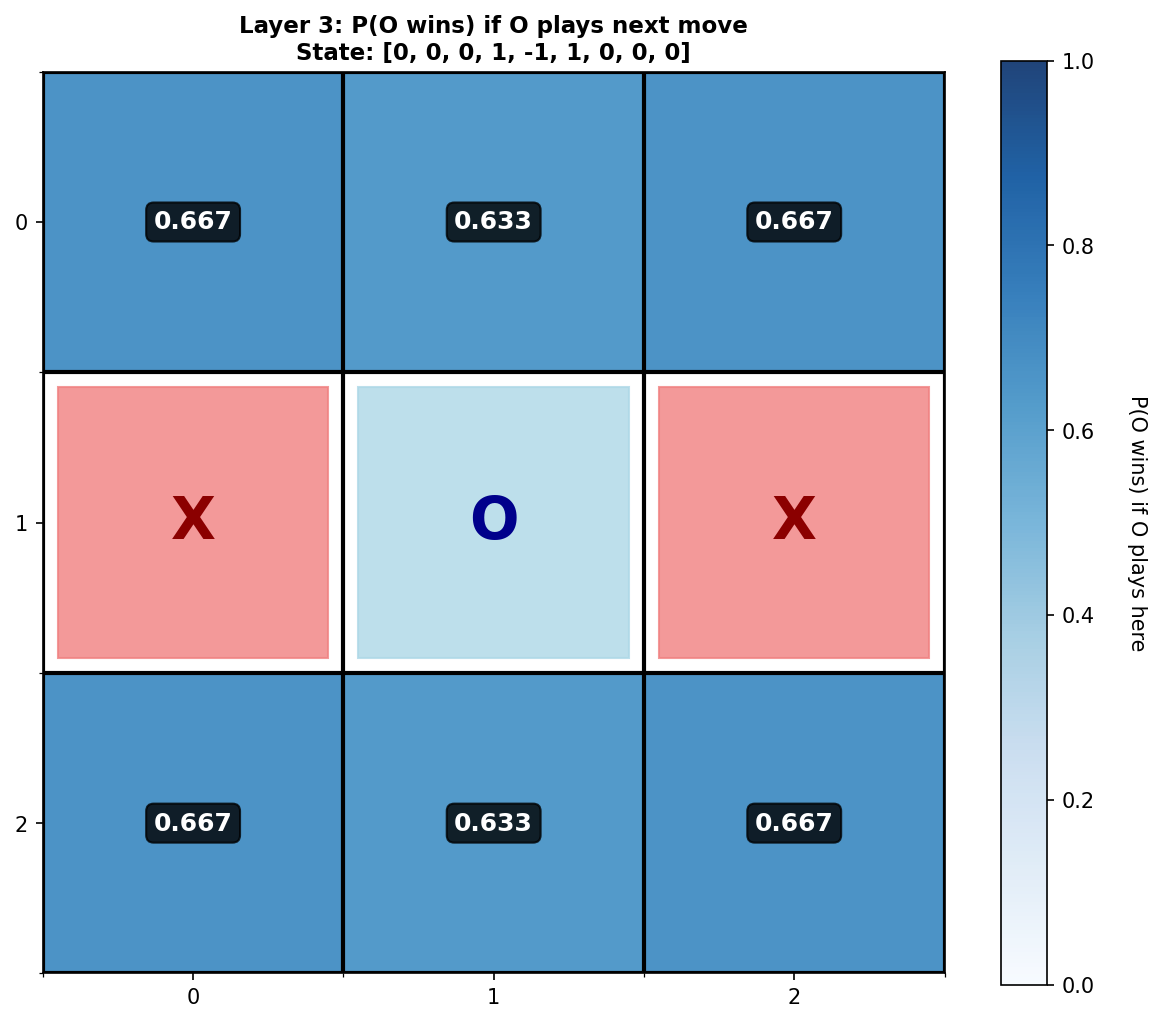 Layer 3: P(O wins) if O plays next move
State: [0, 0, 0, 1, -1, 1, 0, 0, 0]
0
0.667 0.633 0.667
1
X O X
2
0.667 0.633 0.667
0 1 2
1.0
0.8
0.6
0.4
0.2
0.0
P(O wins) if O plays here